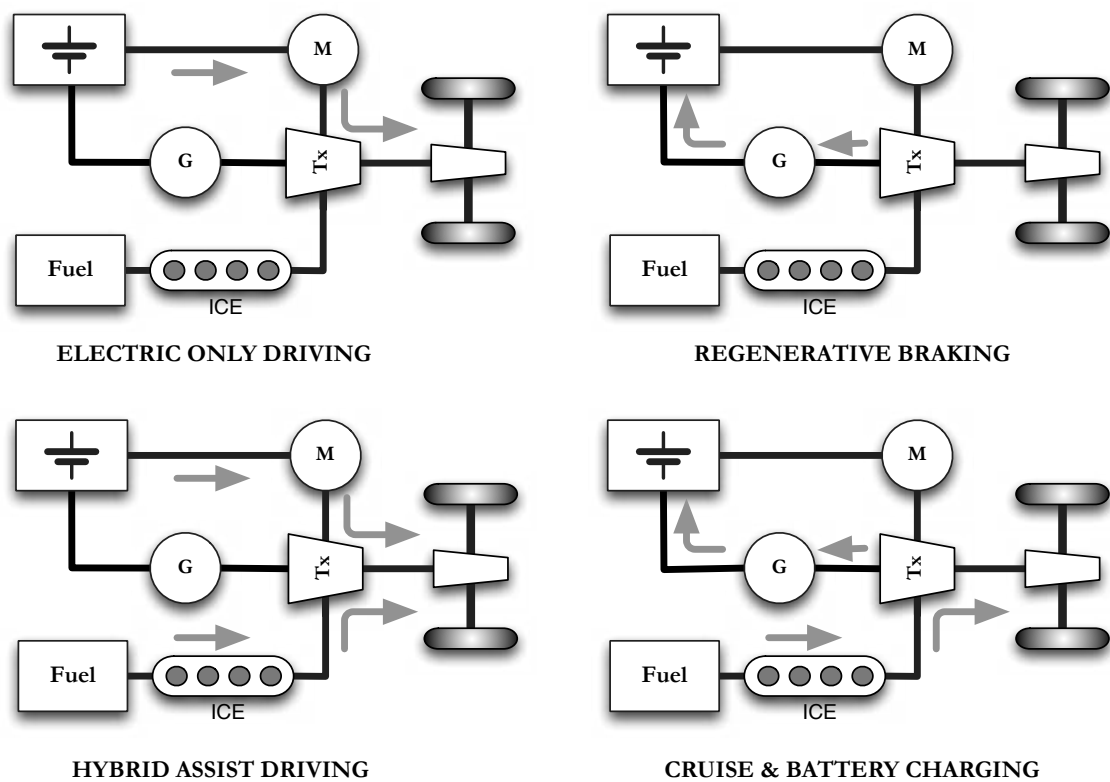 M
G
Tx
Fuel
ICE
ELECTRIC ONLY DRIVING
M
G
Tx
Fuel
ICE
REGENERATIVE BRAKING
M
G
Tx
Fuel
ICE
HYBRID ASSIST DRIVING
M
G
Tx
Fuel
ICE
CRUISE & BATTERY CHARGING